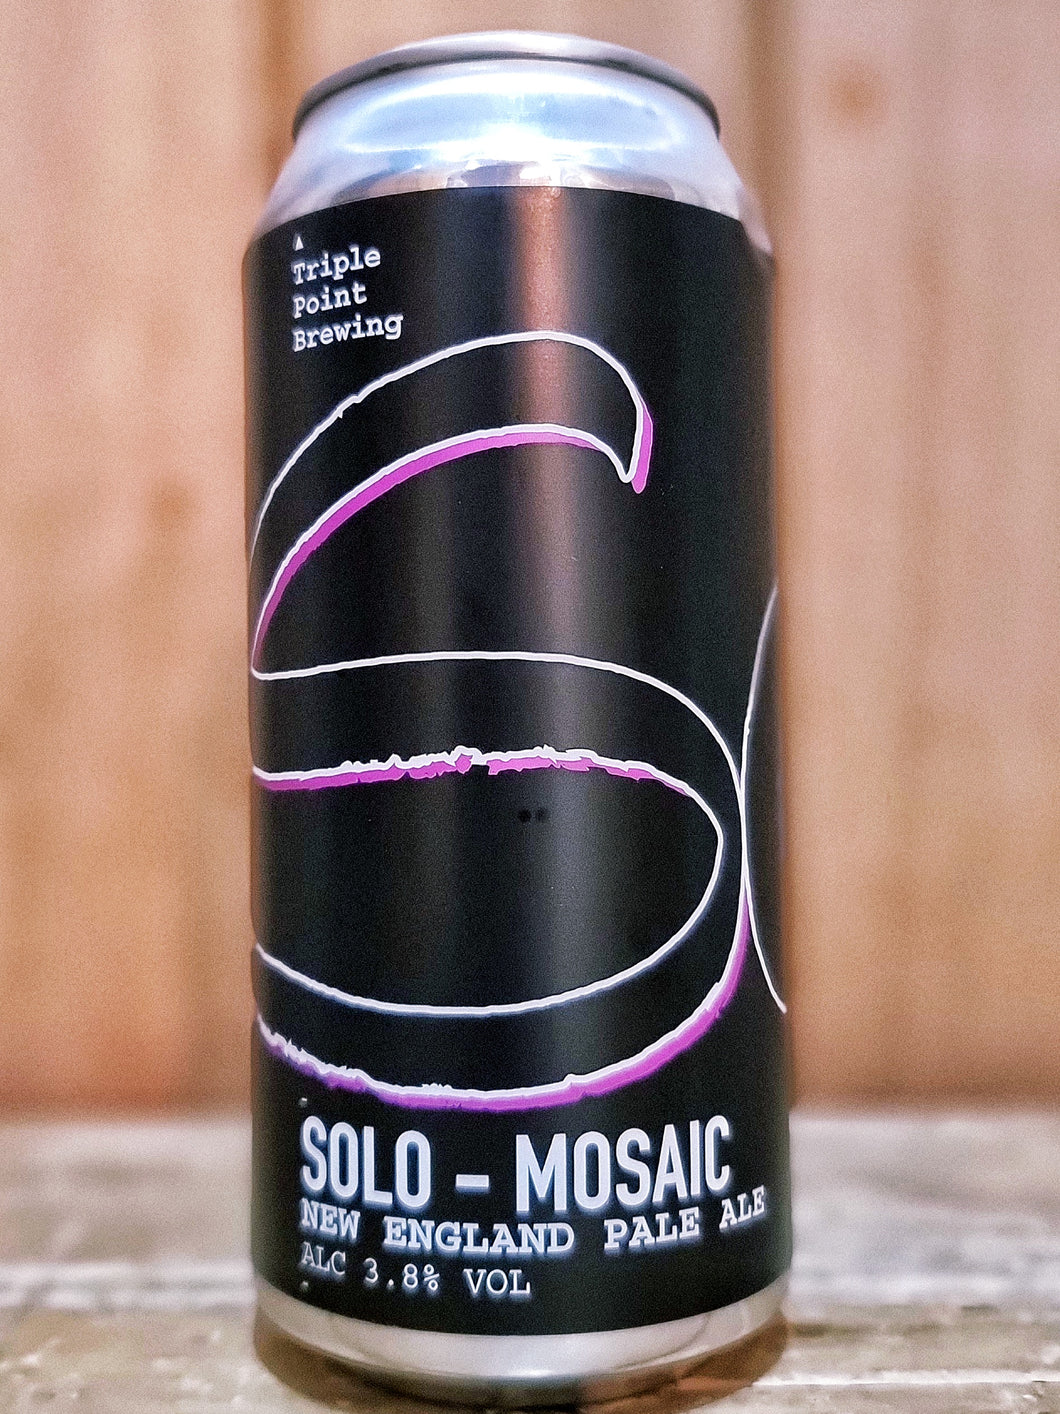 Triple
Point
Brewing
S
SOLO – MOSAIC
NEW ENGLAND PALE ALE
ALC 3.8% VOL